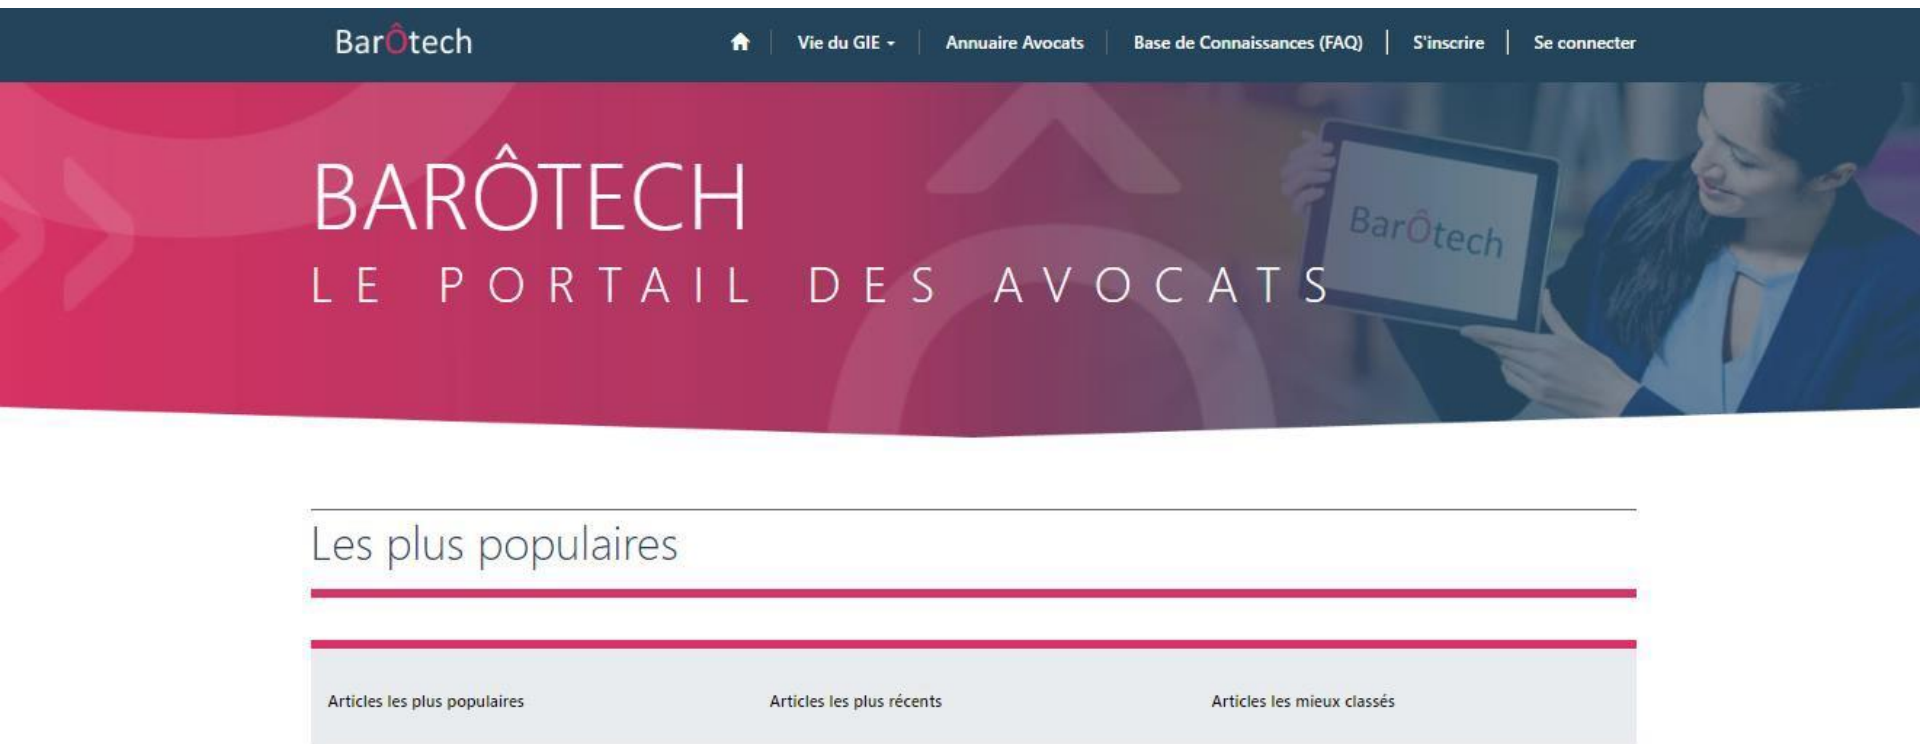 BarÔtech
Vie du GIE
Annuaire Avocats
Base de Connaissances (FAQ)
S'inscrire
Se connecter
BARÔTECH
LE PORTAIL DES AVOCATS
BarÔtech
Les plus populaires
Articles les plus populaires
Articles les plus récents
Articles les mieux classés